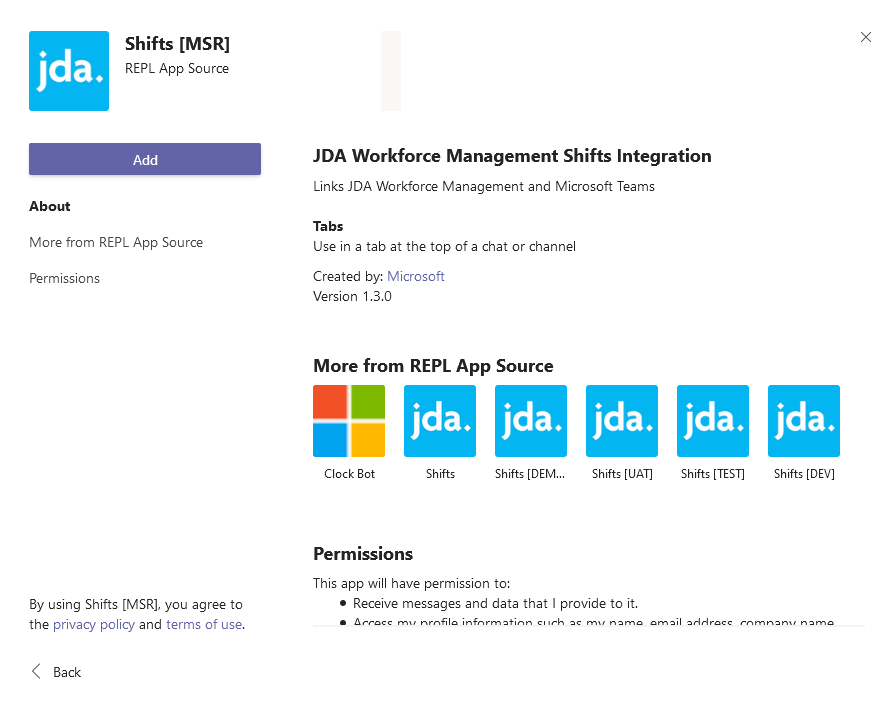 jda.
Shifts [MSR]
REPL App Source
Add
About
More from REPL App Source
Permissions
JDA Workforce Management Shifts Integration
Links JDA Workforce Management and Microsoft Teams
Tabs
Use in a tab at the top of a chat or channel
Created by: Microsoft
Version 1.3.0
More from REPL App Source
jda. jda. jda. jda. jda.
Clock Bot Shifts Shifts [DEM... Shifts [UAT] Shifts [TEST] Shifts [DEV]
Permissions
This app will have permission to:
• Receive messages and data that I provide to it.
• Access my profile information such as my name, email address, company name
By using Shifts [MSR], you agree to
the privacy policy and terms of use.
Back